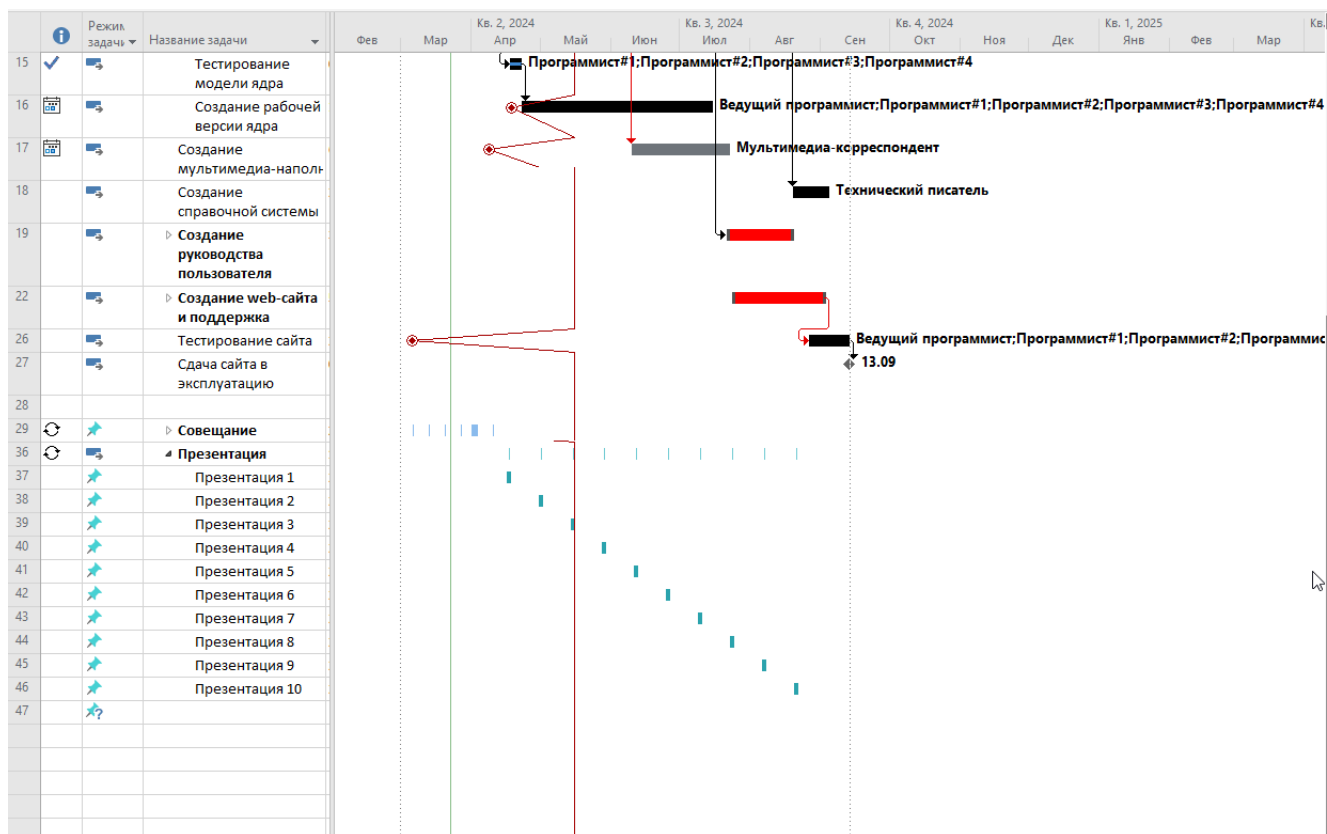 Кв. 2, 2024 Кв. 3, 2024 Кв. 4, 2024 Кв. 1, 2025 Кв.
Режим
задачи Название задачи Фев Мар Апр Май Июн Июл Авг Сен Окт Ноя Дек Янв Фев Мар
15 Тестирование Программист#1;Программист#2;Программист#3;Программист#4
модели ядра
16 Создание рабочей Ведущий программист;Программист#1;Программист#2;Программист#3;Программист#4
версии ядра
17 Создание Мультимедиа-корреспондент
мультимедиа-наполн
18 Создание Технический писатель
справочной системы
19 Создание
руководства
пользователя
22 Создание web-сайта
и поддержка
26 Тестирование сайта Ведущий программист;Программист#1;Программист#2;Программис
27 Сдача сайта в 13.09
эксплуатацию
28
29 Совещание
36 Презентация
37 Презентация 1
38 Презентация 2
39 Презентация 3
40 Презентация 4
41 Презентация 5
42 Презентация 6
43 Презентация 7
44 Презентация 8
45 Презентация 9
46 Презентация 10
47 ?